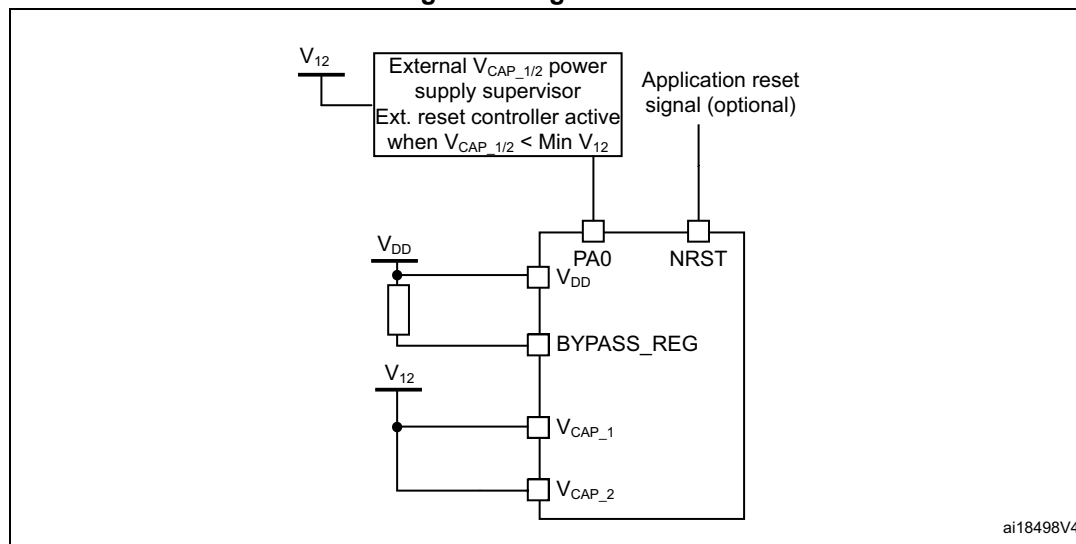 V12
External VCAP_1/2 power
supply supervisor
Ext. reset controller active
when VCAP_1/2 < Min V12
Application reset
signal (optional)
PA0
NRST
VDD
VDD
BYPASS_REG
V12
VCAP_1
VCAP_2
ai18498V4